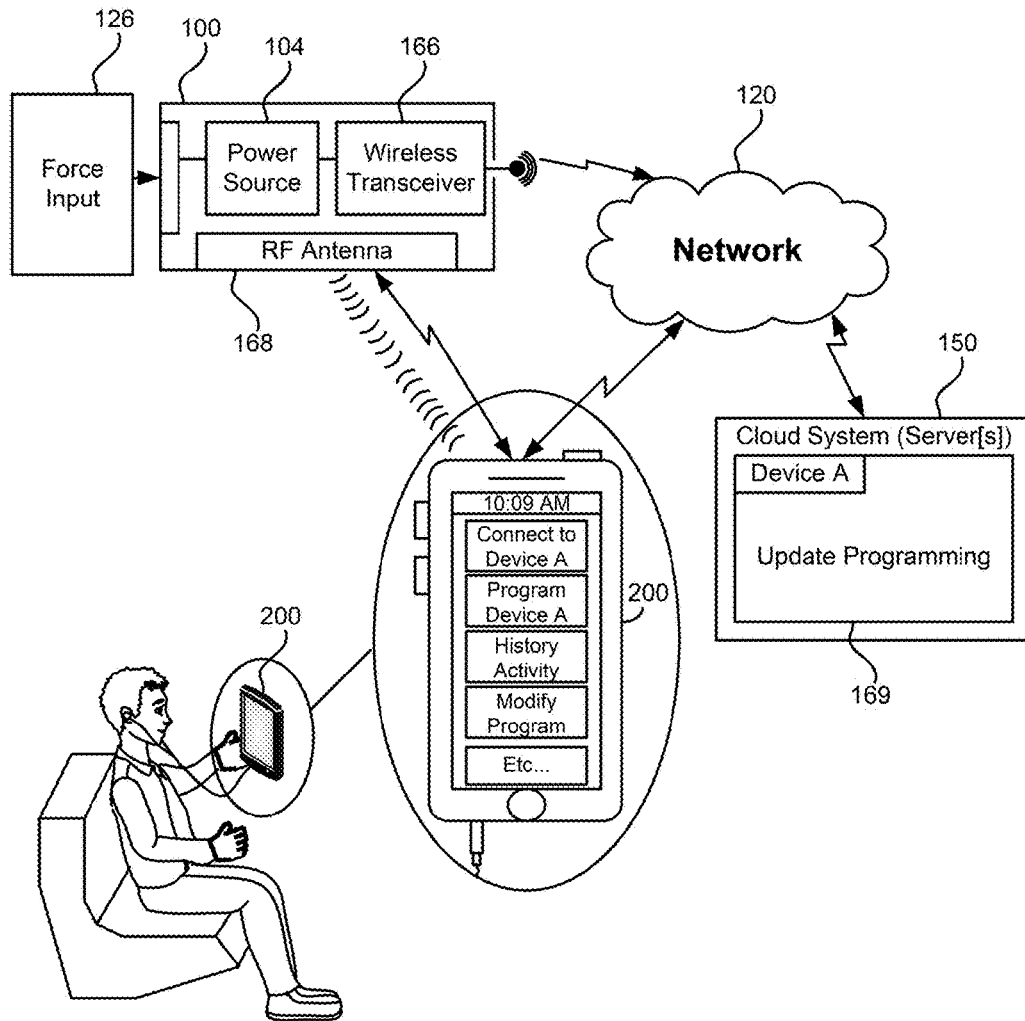 126
100
104
166
120
Force
Input
Power
Source
Wireless
Transceiver
RF Antenna
168
Network
150
Cloud System (Server[s])
Device A
Update Programming
169
10:09 AM
Connect to
Device A
Program
Device A
History
Activity
Modify
Program
Etc...
200
200